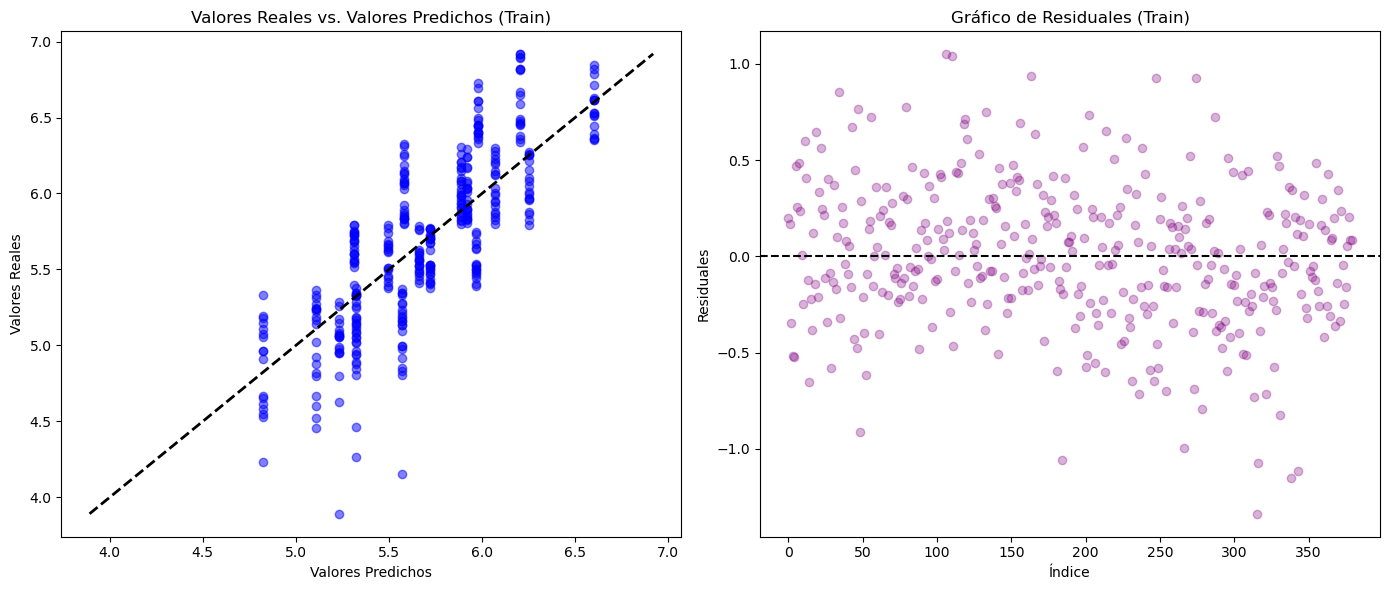 Valores Reales vs. Valores Predichos (Train)
7.0
6.5
6.0
5.5
5.0
4.5
4.0
Valores Reales
4.0 4.5 5.0 5.5 6.0 6.5 7.0
Valores Predichos
Gráfico de Residuales (Train)
1.0
0.5
0.0
−0.5
−1.0
Residuales
0 50 100 150 200 250 300 350
Índice